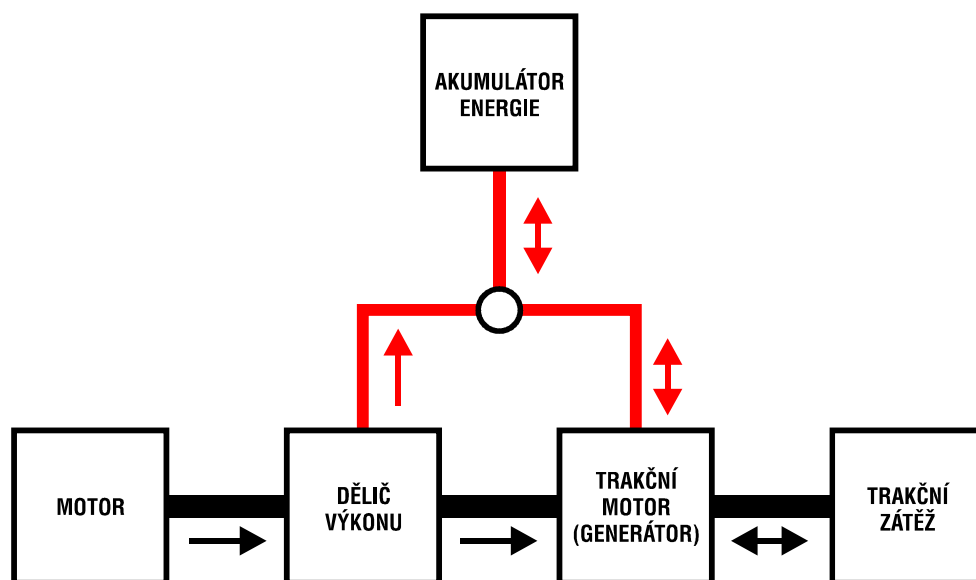 AKUMULÁTOR
ENERGIE
MOTOR
DĚLIČ
VÝKONU
TRAKČNÍ
MOTOR
(GENERÁTOR)
TRAKČNÍ
ZÁTĚŽ